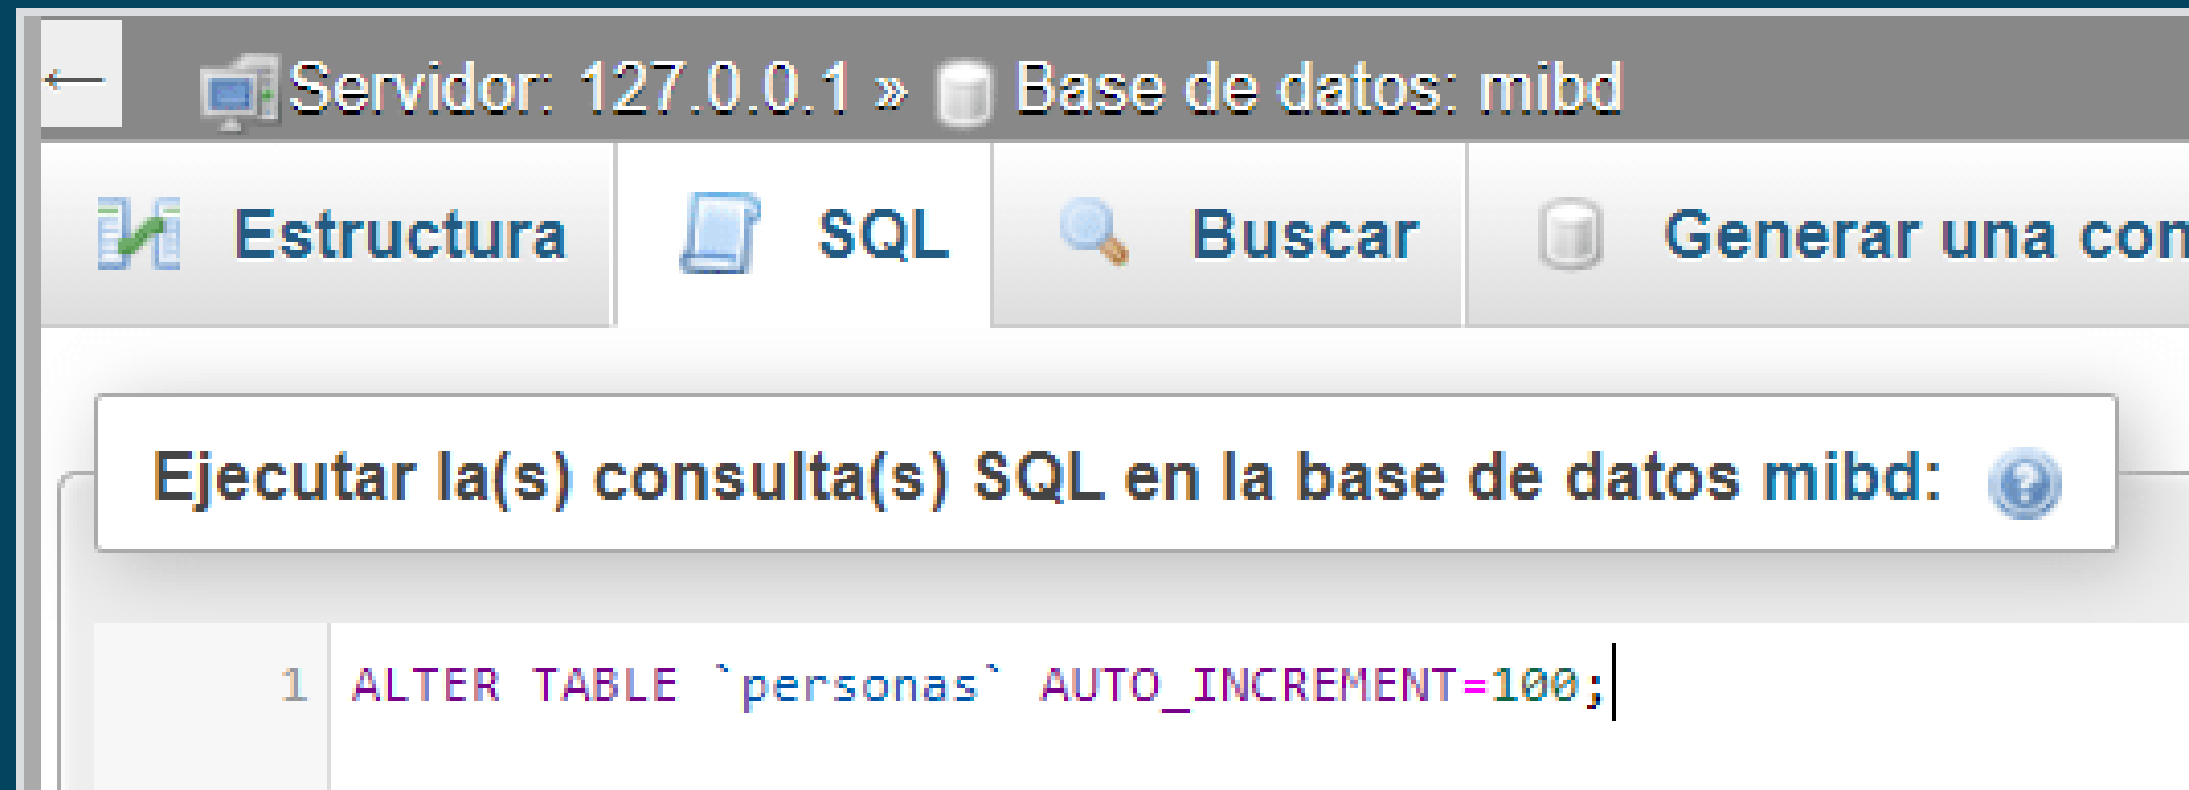 ← Servidor: 127.0.0.1 » Base de datos: mibd
Estructura SQL Buscar Generar una con
Ejecutar la(s) consulta(s) SQL en la base de datos mibd:
1 ALTER TABLE `personas` AUTO_INCREMENT=100;